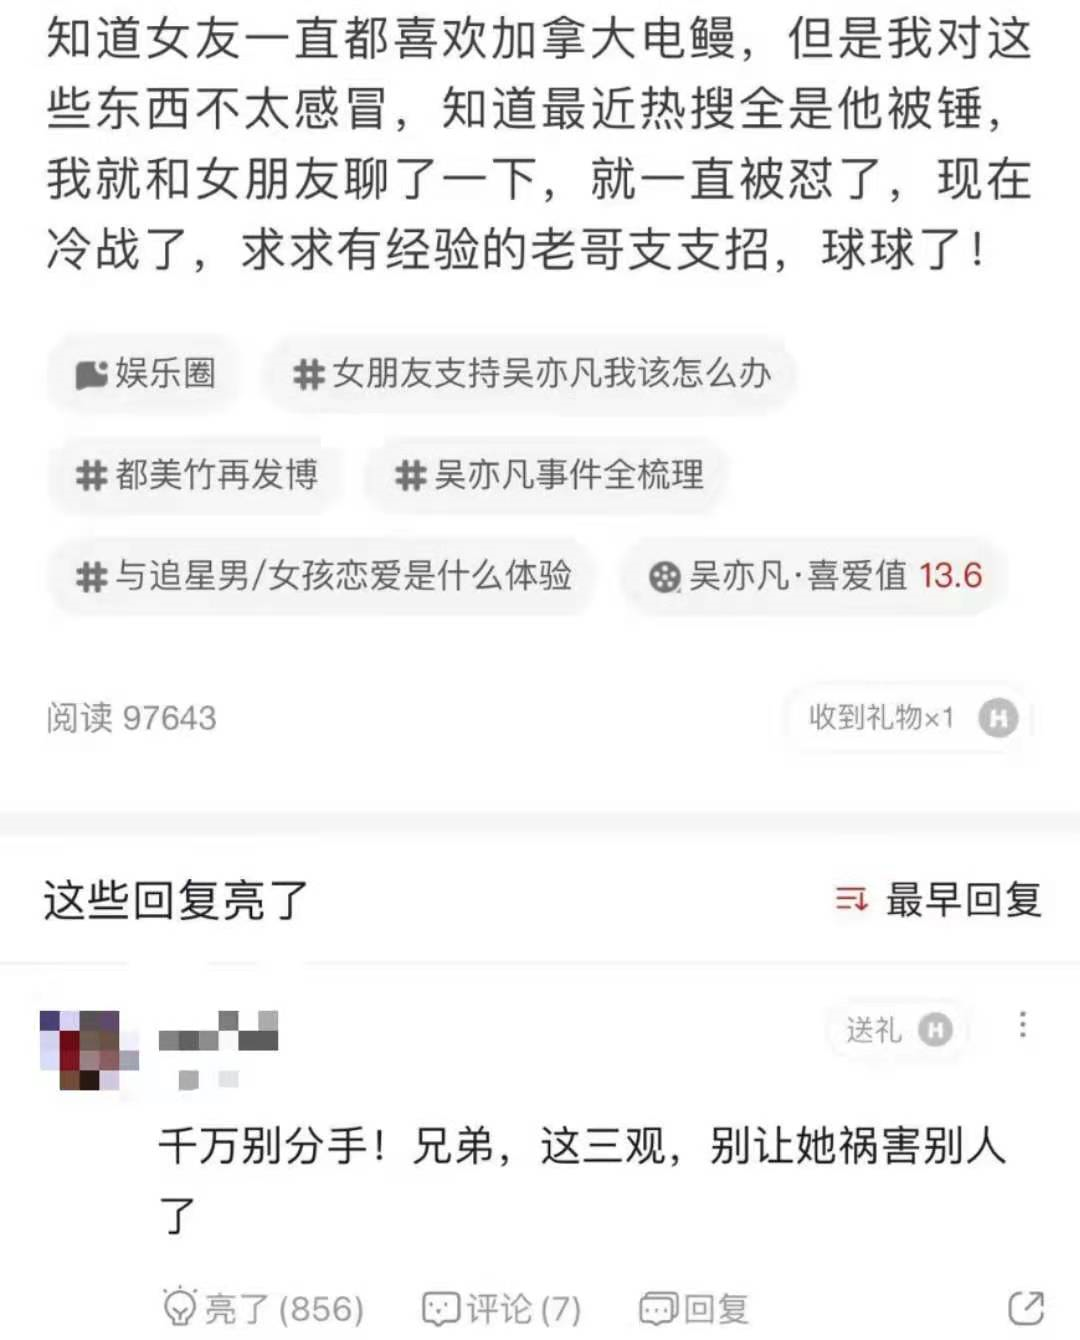 知道女友一直都喜欢加拿大电鳗，但是我对这
些东西不太感冒，知道最近热搜全是他被锤，
我就和女朋友聊了一下，就一直被怼了，现在
冷战了，求求有经验的老哥支支招，球球了！
娱乐圈 #女朋友支持吴亦凡我该怎么办
#都美竹再发博 #吴亦凡事件全梳理
#与追星男/女孩恋爱是什么体验 吴亦凡·喜爱值 13.6
阅读 97643 收到礼物×1 H
这些回复亮了 最早回复
送礼 H
千万别分手！兄弟，这三观，别让她祸害别人
了
亮了 (856) 评论 (7) 回复